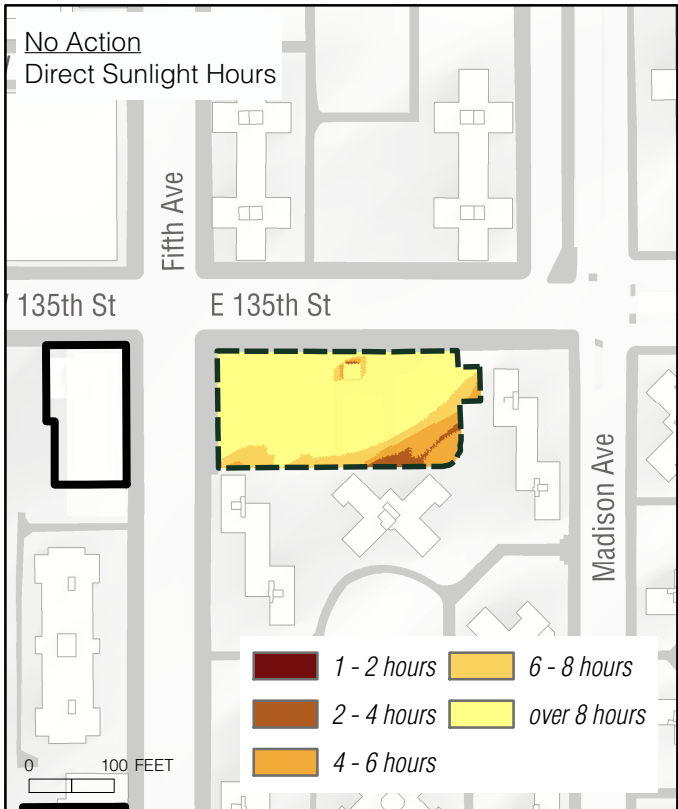 No Action
Direct Sunlight Hours
Fifth Ave
135th St
E 135th St
Madison Ave
1 - 2 hours
6 - 8 hours
2 - 4 hours
over 8 hours
4 - 6 hours
0 100 FEET